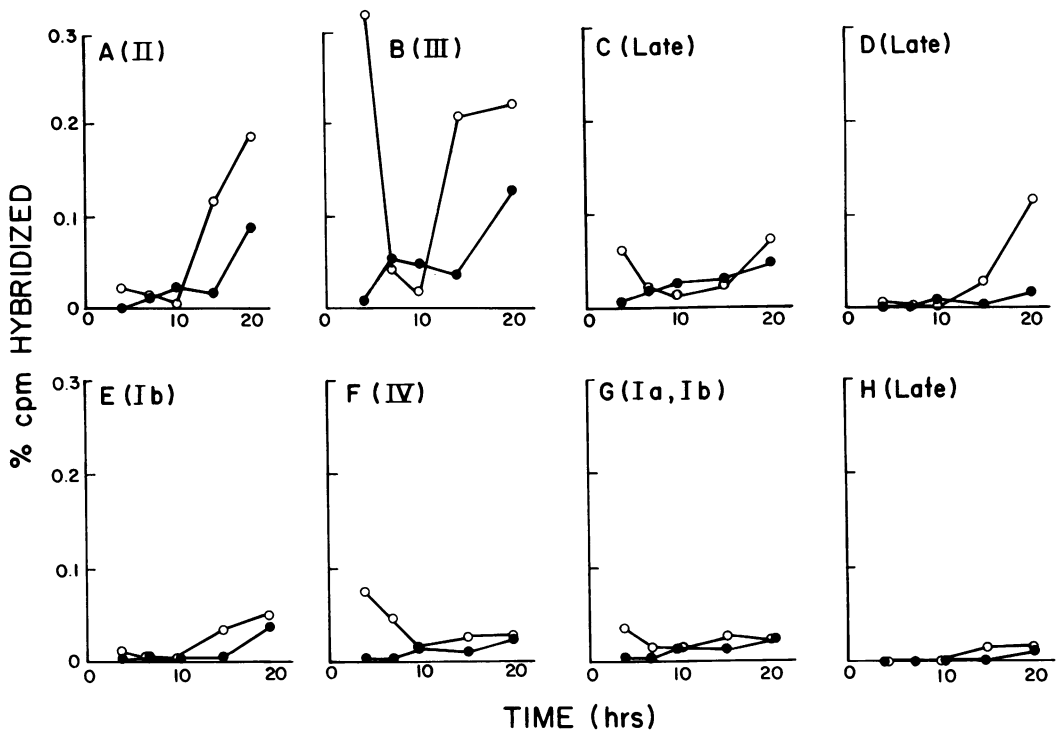 % cpm HYBRIDIZED
0.3
0.2
0.1
0
A (II)
0 10 20
B (III)
0 10 20
C (Late)
0 10 20
D (Late)
0 10 20
0.3
0.2
0.1
0
E (Ib)
0 10 20
F (IV)
0 10 20
G (Ia, Ib)
0 10 20
H (Late)
0 10 20
TIME (hrs)